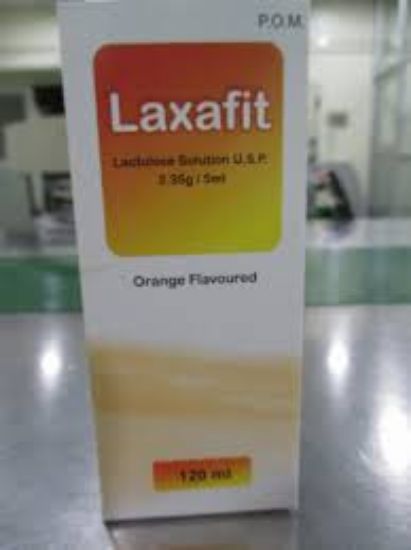 P.O.M.
Laxafit
Lactulose Solution U.S.P.
3.35g / 5ml
Orange Flavoured
120 ml